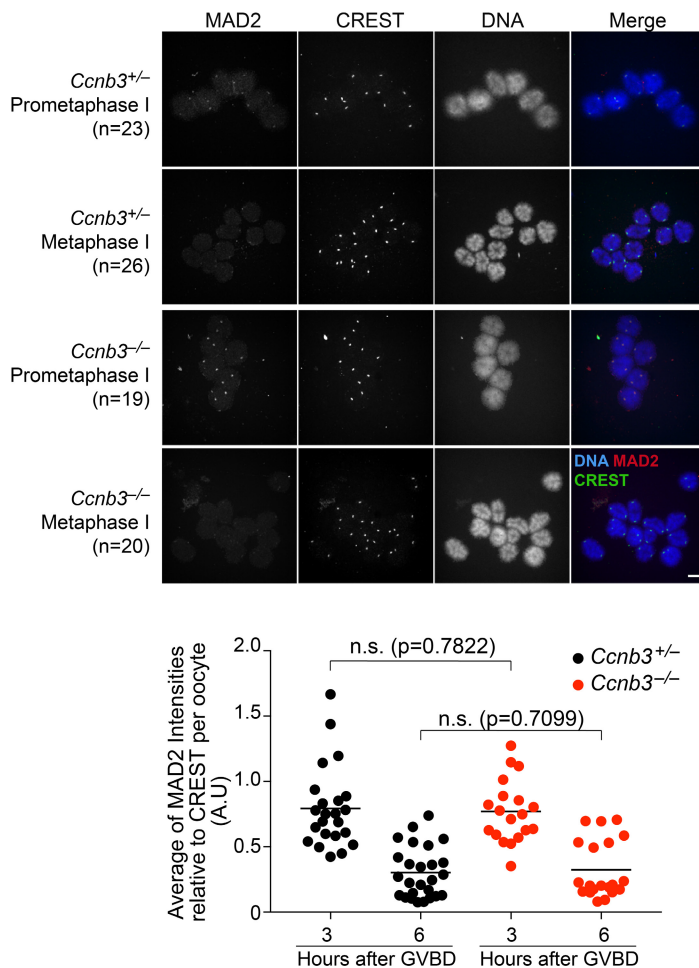 MAD2 CREST DNA Merge
Ccnb3+/–
Prometaphase I
(n=23)
Ccnb3+/–
Metaphase I
(n=26)
Ccnb3–/–
Prometaphase I
(n=19)
Ccnb3–/–
Metaphase I
(n=20)
DNA MAD2
CREST
Average of MAD2 Intensities
relative to CREST per oocyte
(A.U)
2.0
1.5
1.0
0.5
0
n.s. (p=0.7822)
n.s. (p=0.7099)
Ccnb3+/–
Ccnb3–/–
3 6 3 6
Hours after GVBD Hours after GVBD